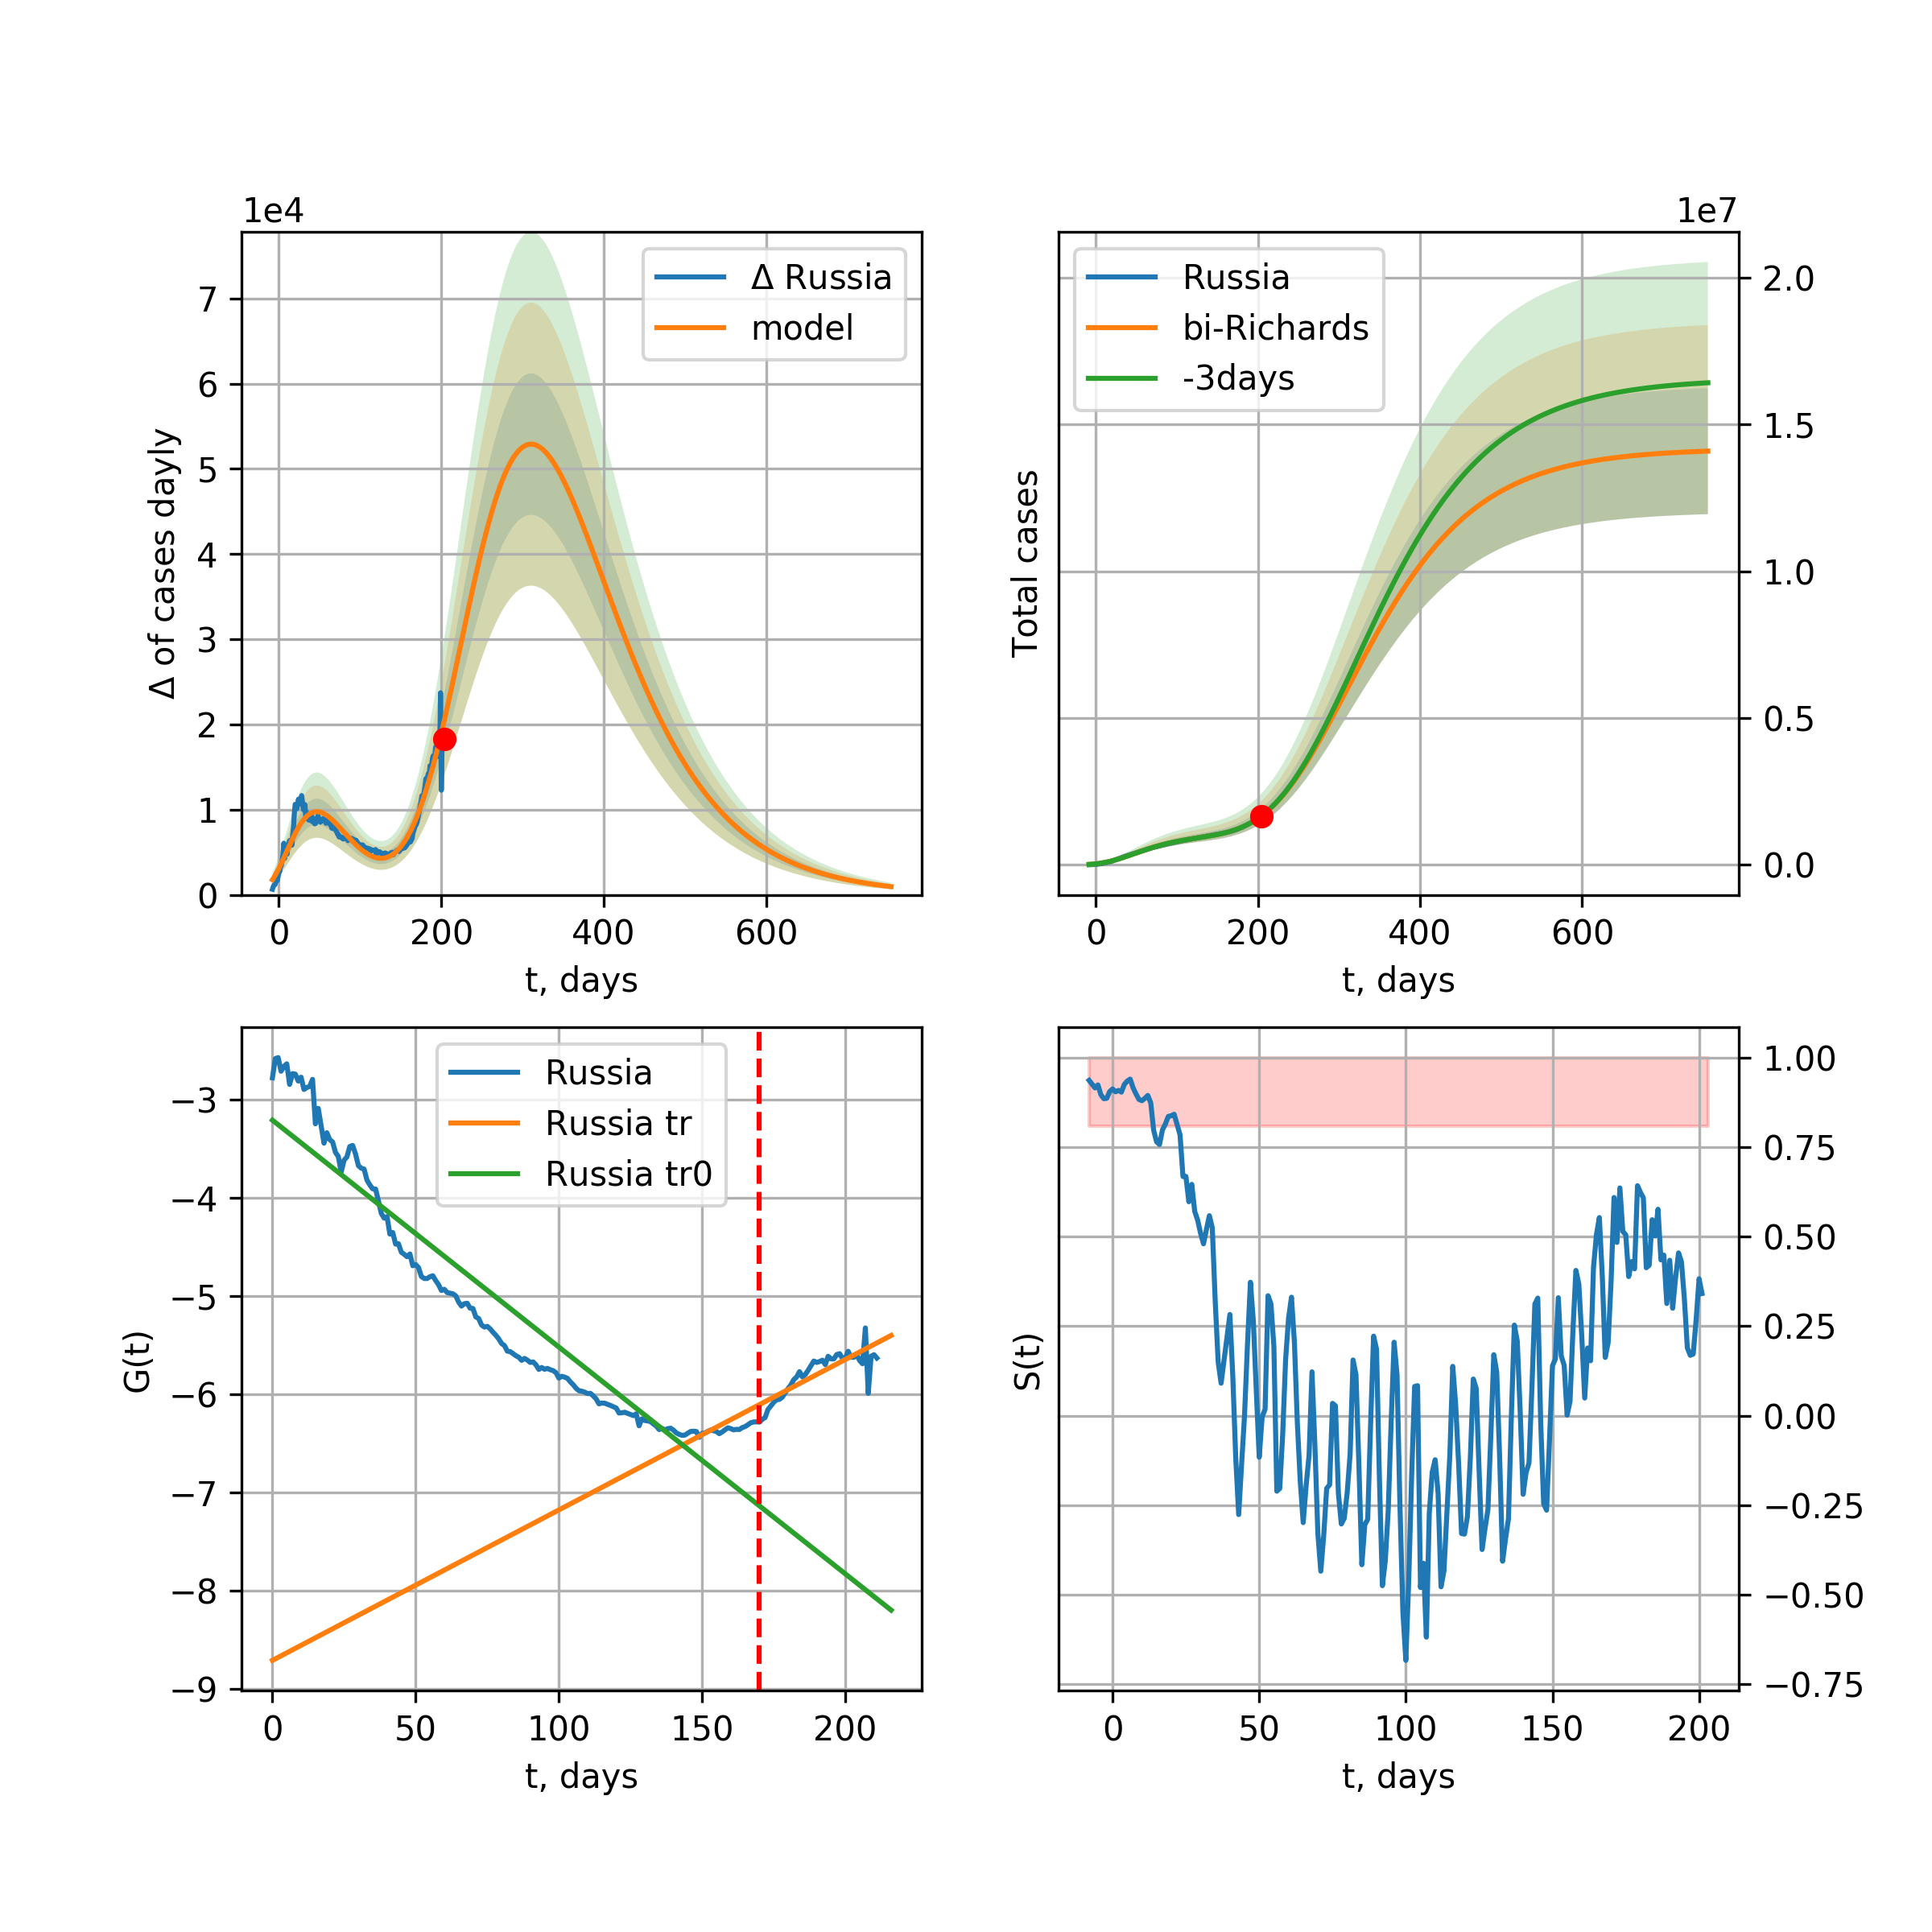 1e4
Δ of cases dayly
7
6
5
4
3
2
1
0
0 200 400 600
t, days
Δ Russia
model
1e7
Total cases
2.0
1.5
1.0
0.5
0.0
0 200 400 600
t, days
Russia
bi-Richards
-3days
G(t)
−3
−4
−5
−6
−7
−8
−9
0 50 100 150 200
t, days
Russia
Russia tr
Russia tr0
S(t)
1.00
0.75
0.50
0.25
0.00
−0.25
−0.50
−0.75
0 50 100 150 200
t, days